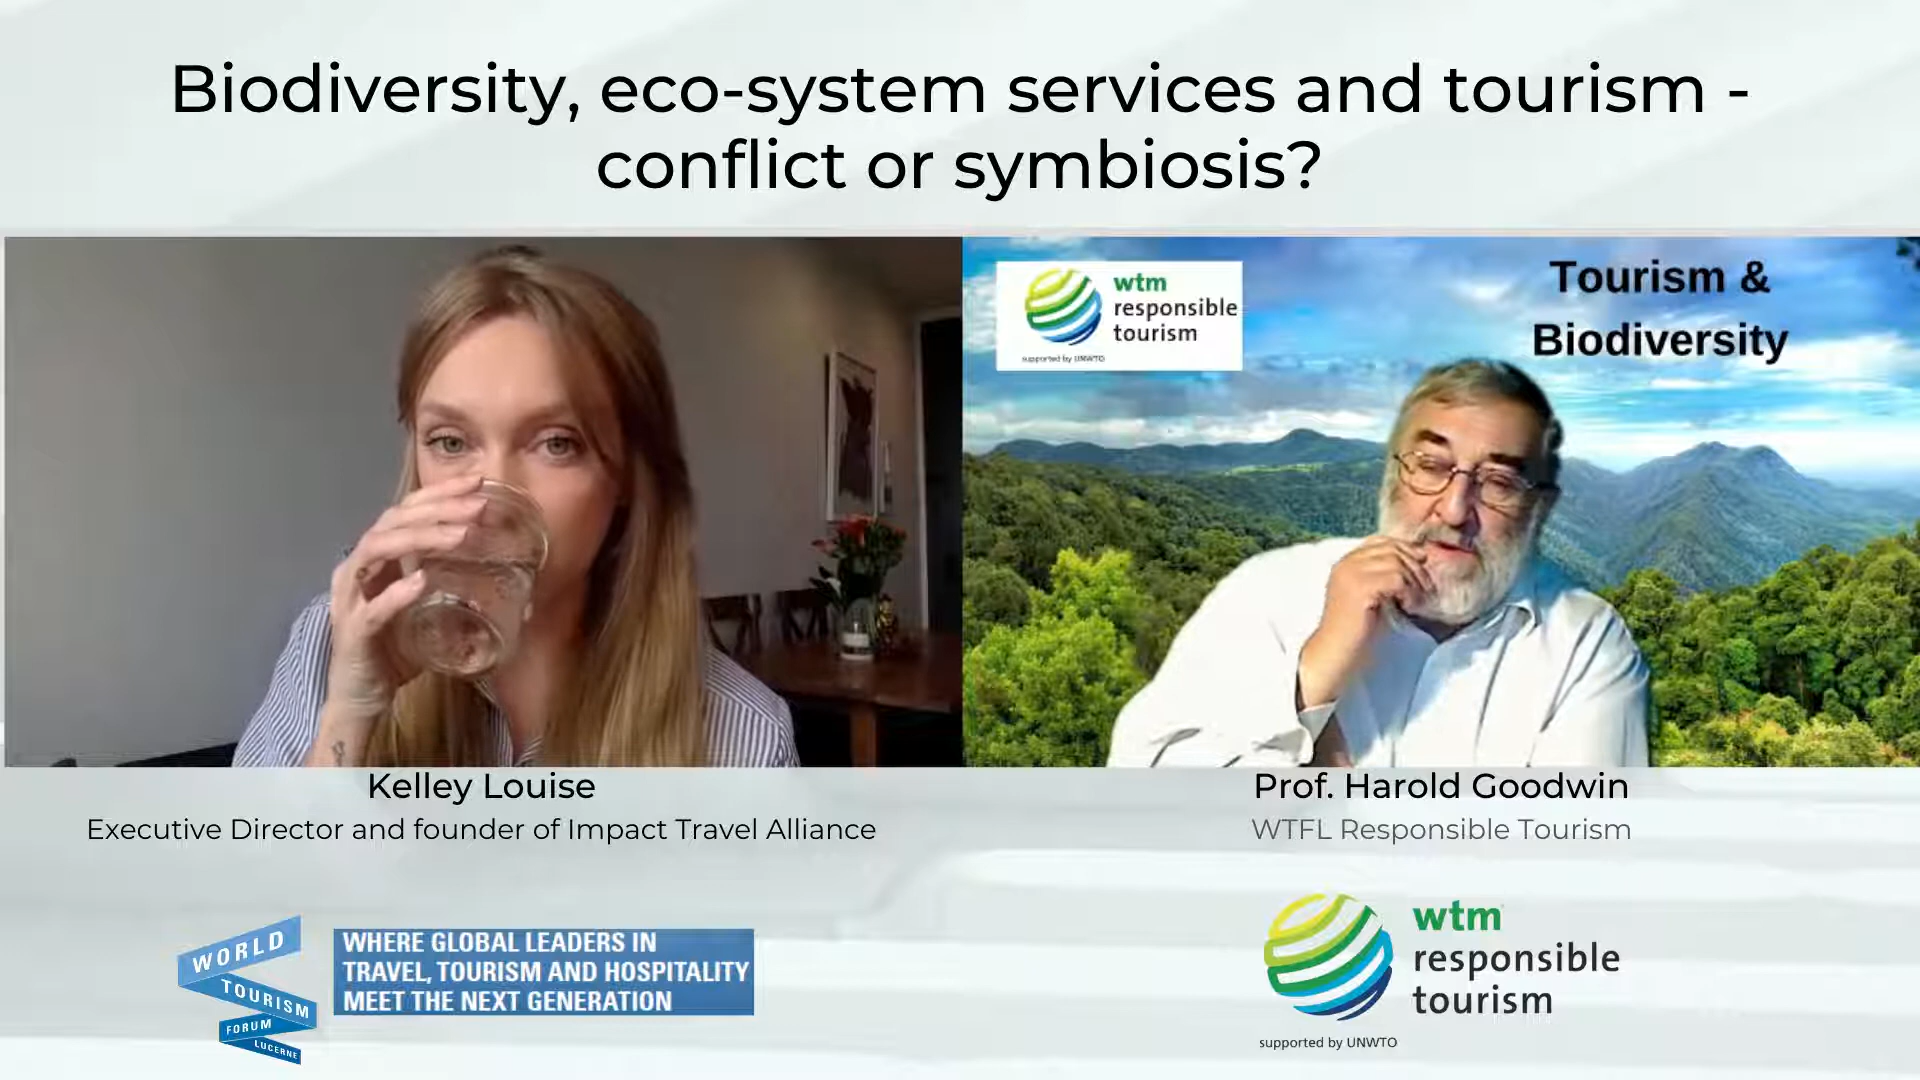 Biodiversity, eco-system services and tourism -
conflict or symbiosis?
wtm
responsible
tourism
supported by UNWTO
Tourism &
Biodiversity
Kelley Louise
Executive Director and founder of Impact Travel Alliance
Prof. Harold Goodwin
WTFL Responsible Tourism
WORLD
TOURISM
FORUM
LUCERNE
WHERE GLOBAL LEADERS IN
TRAVEL, TOURISM AND HOSPITALITY
MEET THE NEXT GENERATION
wtm
responsible
tourism
supported by UNWTO